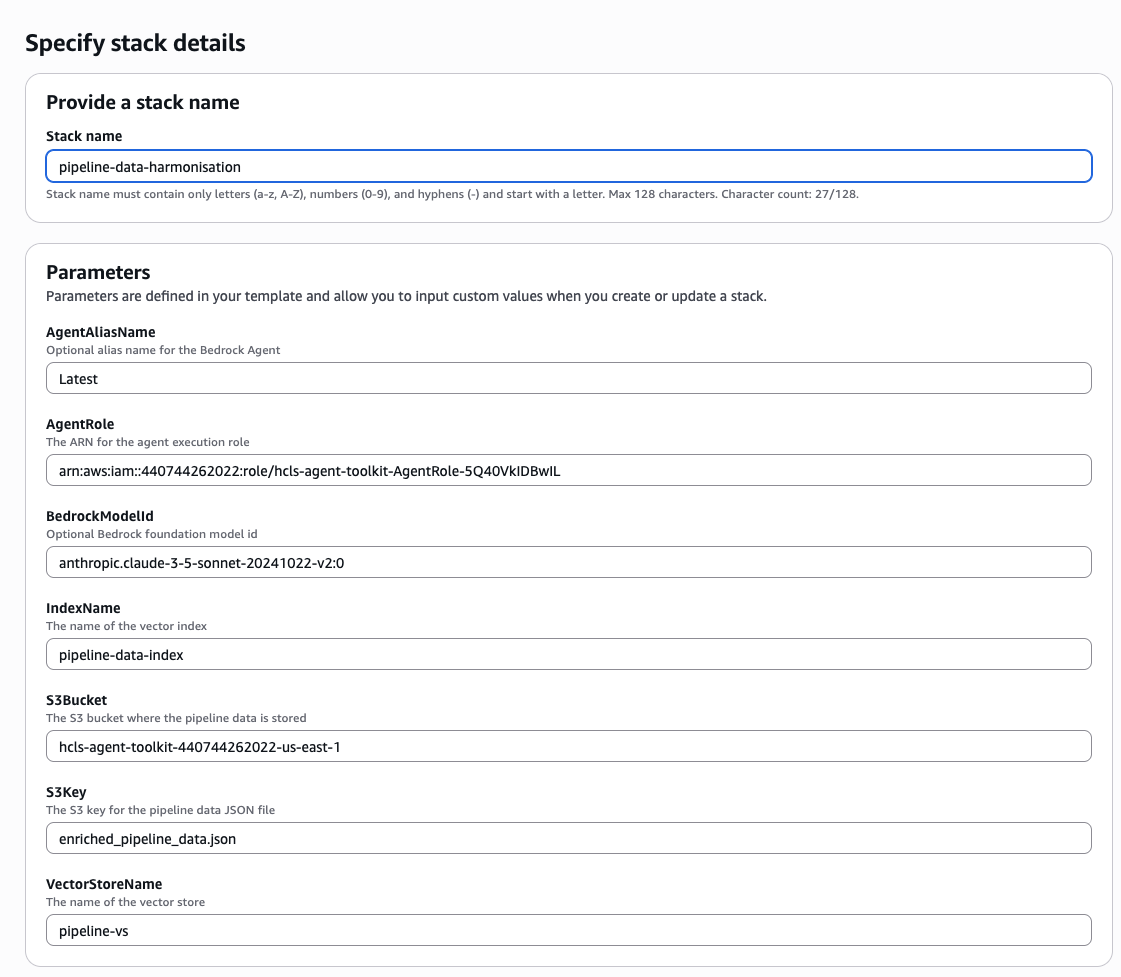 Specify stack details
Provide a stack name
Stack name
pipeline-data-harmonisation
Stack name must contain only letters (a-z, A-Z), numbers (0-9), and hyphens (-) and start with a letter. Max 128 characters. Character count: 27/128.
Parameters
Parameters are defined in your template and allow you to input custom values when you create or update a stack.
AgentAliasName
Optional alias name for the Bedrock Agent
Latest
AgentRole
The ARN for the agent execution role
arn:aws:iam::440744262022:role/hcls-agent-toolkit-AgentRole-5Q40VkIDBwIL
BedrockModelId
Optional Bedrock foundation model id
anthropic.claude-3-5-sonnet-20241022-v2:0
IndexName
The name of the vector index
pipeline-data-index
S3Bucket
The S3 bucket where the pipeline data is stored
hcls-agent-toolkit-440744262022-us-east-1
S3Key
The S3 key for the pipeline data JSON file
enriched_pipeline_data.json
VectorStoreName
The name of the vector store
pipeline-vs